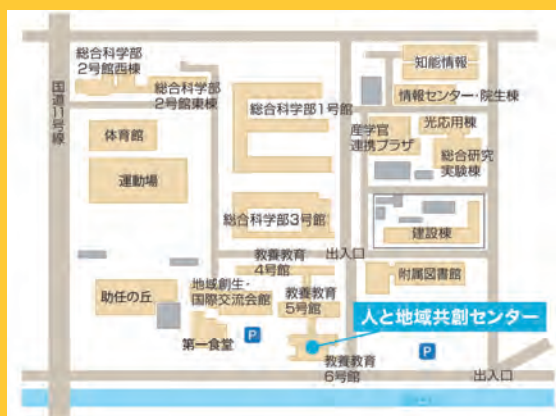 総合科学部
2号館西棟
総合科学部
2号館東棟
国道11号線
総合科学部1号館
知能情報
情報センター・院生棟
体育館
産学官
連携プラザ
光応用棟
総合研究
実験棟
運動場
総合科学部3号館
建設棟
教養教育
4号館
出入口
附属図書館
助任の丘
地域創生・
国際交流会館
教養教育
5号館
人と地域共創センター
第一食堂
P
P
教養教育
6号館
出入口